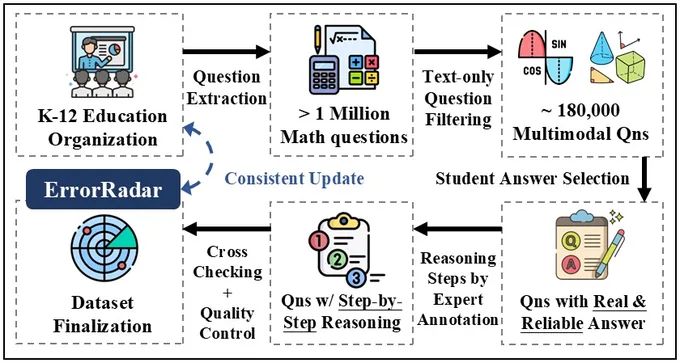 K-12 Education
Organization
Question
Extraction
> 1 Million
Math questions
Text-only
Question
Filtering
SIN
COS
~ 180,000
Multimodal Qns
Student Answer Selection
Q
A
Qns with Real &
Reliable Answer
Reasoning
Steps by
Expert
Annotation
1
2
3
Qns w/ Step-by-
Step Reasoning
Cross
Checking
+
Quality
Control
ErrorRadar
Consistent Update
Dataset
Finalization